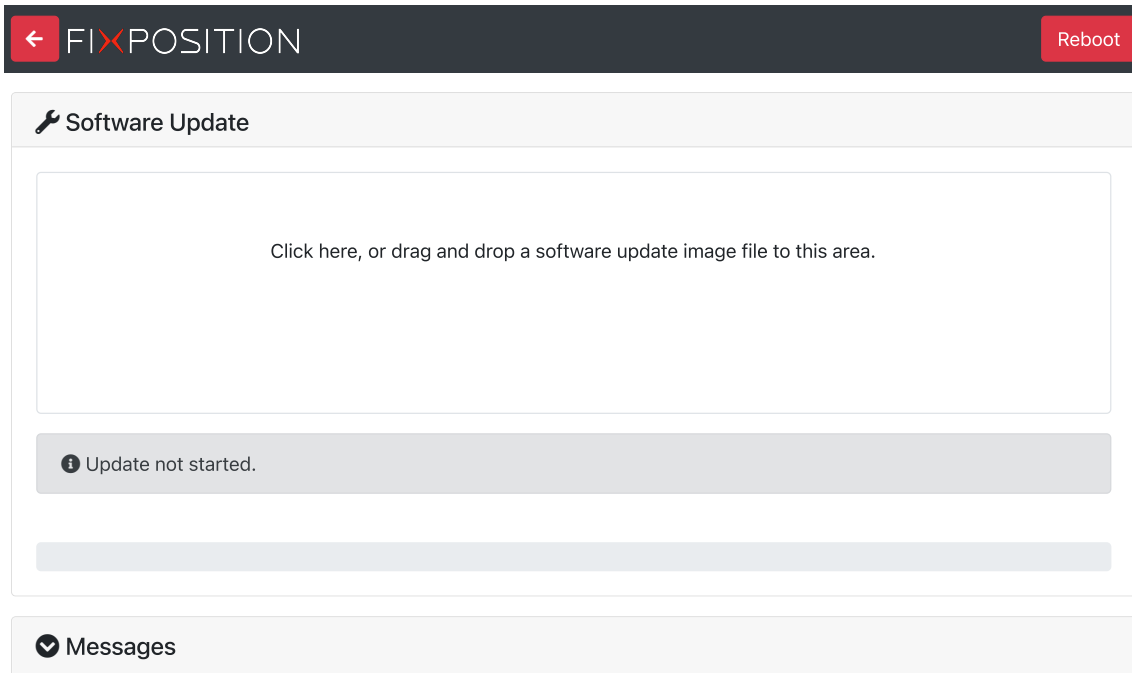 FIXPOSITION
Reboot
Software Update
Click here, or drag and drop a software update image file to this area.
Update not started.
Messages